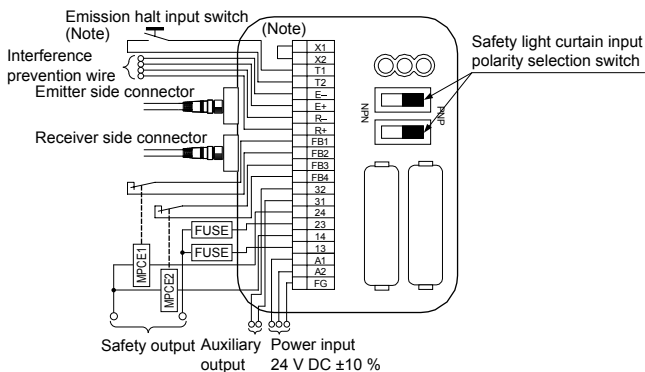 Emission halt input switch
(Note)
(Note)
Interference
prevention wire
Emitter side connector
Receiver side connector
Safety light curtain input
polarity selection switch
X1
X2
T1
T2
E–
E+
R–
R+
FB1
FB2
FB3
FB4
32
31
24
23
14
13
A1
A2
FG
NPN
PNP
FUSE
FUSE
MPCE1
MPCE2
Safety output
Auxiliary
output
Power input
24 V DC ±10 %